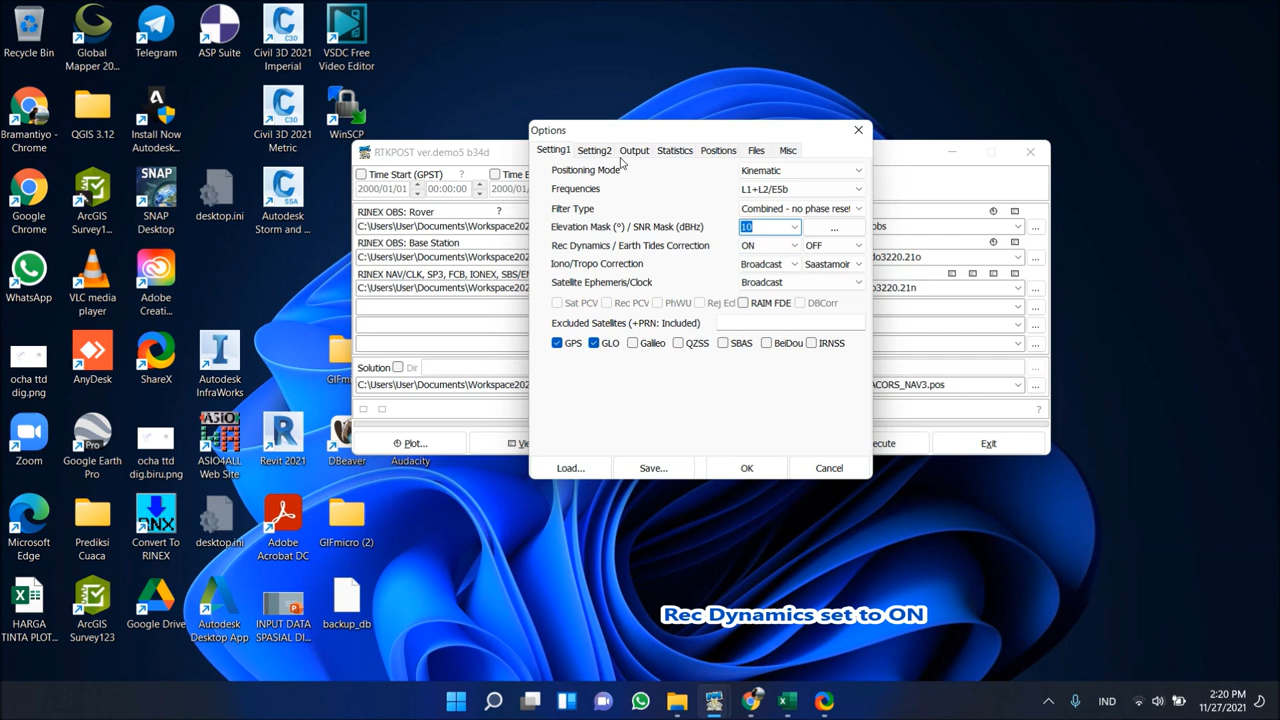 Recycle Bin
Global
Mapper 20...
Telegram
ASP Suite
Civil 3D 2021
Imperial
VSDC Free
Video Editor
Bramantiyo -
Chrome
QGIS 3.12
Install Now
Autodesk...
Civil 3D 2021
Metric
WinSCP
Google
Chrome
ArcGIS
Survey1...
SNAP
Desktop
desktop.ini
Autodesk
Storm and ...
WhatsApp
VLC media
player
Adobe
Creati...
ocha ttd
dig.png
AnyDesk
ShareX
Autodesk
InfraWorks
GIFm
Zoom
Google Earth
Pro
ocha ttd
dig.biru.png
ASIO4ALL
Web Site
Revit 2021
DBeaver
Audacity
Microsoft
Edge
Prediksi
Cuaca
Convert To
RINEX
desktop.ini
Adobe
Acrobat DC
GIFmicro (2)
HARGA
TINTA PLOT...
ArcGIS
Survey123
Google Drive
Autodesk
Desktop App
INPUT DATA
SPASIAL DI...
backup_db
RTKPOST ver.demo5 b34d
Time Start (GPST)
?
Time E
2000/01/01
00:00:00
2000/01
RINEX OBS: Rover
?
C:\Users\User\Documents\Workspace202
obs
RINEX OBS: Base Station
C:\Users\User\Documents\Workspace202
do3220.21o
...
RINEX NAV/CLK, SP3, FCB, IONEX, SBS/EM
C:\Users\User\Documents\Workspace202
3220.21n
...
Solution
Dir
C:\Users\User\Documents\Workspace202
ACORS_NAV3.pos
...
?
Plot...
Vie
ecute
Exit
Options
Setting1
Setting2
Output
Statistics
Positions
Files
Misc
Positioning Mode
Kinematic
Frequencies
L1+L2/E5b
Filter Type
Combined - no phase reset
Elevation Mask (°) / SNR Mask (dBHz)
10
...
Rec Dynamics / Earth Tides Correction
ON
OFF
Iono/Tropo Correction
Broadcast
Saastamoir
Satellite Ephemeris/Clock
Broadcast
Sat PCV
Rec PCV
PhWU
Rej Ecl
RAIM FDE
DBCorr
Excluded Satellites (+PRN: Included)
GPS
GLO
Galileo
QZSS
SBAS
BeiDou
IRNSS
Load...
Save...
OK
Cancel
Rec Dynamics set to ON
IND
2:20 PM
11/27/2021